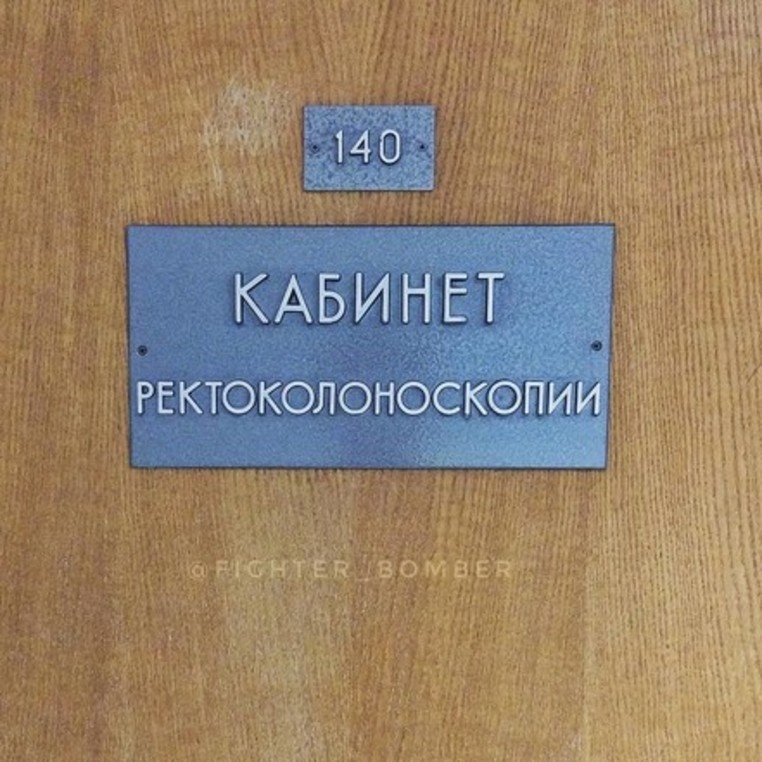 140
КАБИНЕТ
РЕКТОКОЛОНОСКОПИИ
@FIGHTER_BOMBER